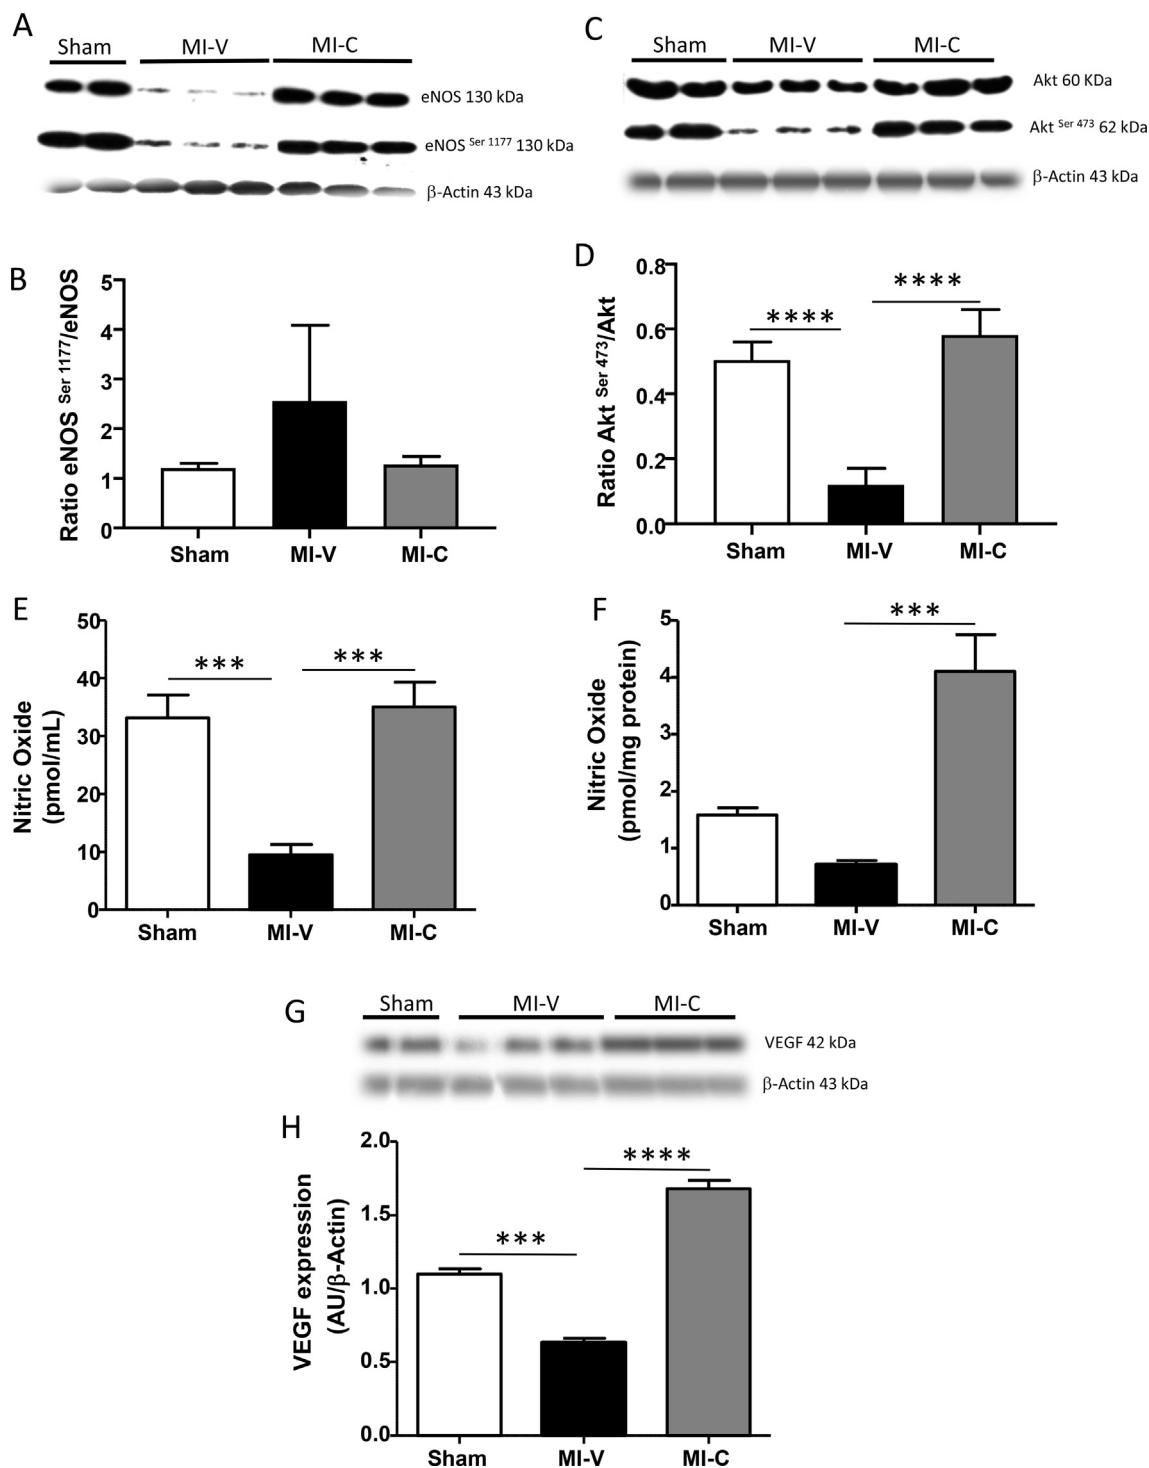 A
Sham MI-V MI-C
eNOS 130 kDa
eNOS Ser 1177 130 kDa
β-Actin 43 kDa
C
Sham MI-V MI-C
Akt 60 KDa
Akt Ser 473 62 kDa
β-Actin 43 kDa
B
Ratio eNOS Ser 1177/eNOS
5
4
3
2
1
0
Sham MI-V MI-C
D
Ratio Akt Ser 473/Akt
0.8
0.6
0.4
0.2
0.0
**** ****
Sham MI-V MI-C
E
Nitric Oxide
(pmol/mL)
50
40
30
20
10
0
*** ***
Sham MI-V MI-C
F
Nitric Oxide
(pmol/mg protein)
5
4
3
2
1
0
***
Sham MI-V MI-C
G
Sham MI-V MI-C
VEGF 42 kDa
β-Actin 43 kDa
H
VEGF expression
(AU/β-Actin)
2.0
1.5
1.0
0.5
0.0
*** ****
Sham MI-V MI-C